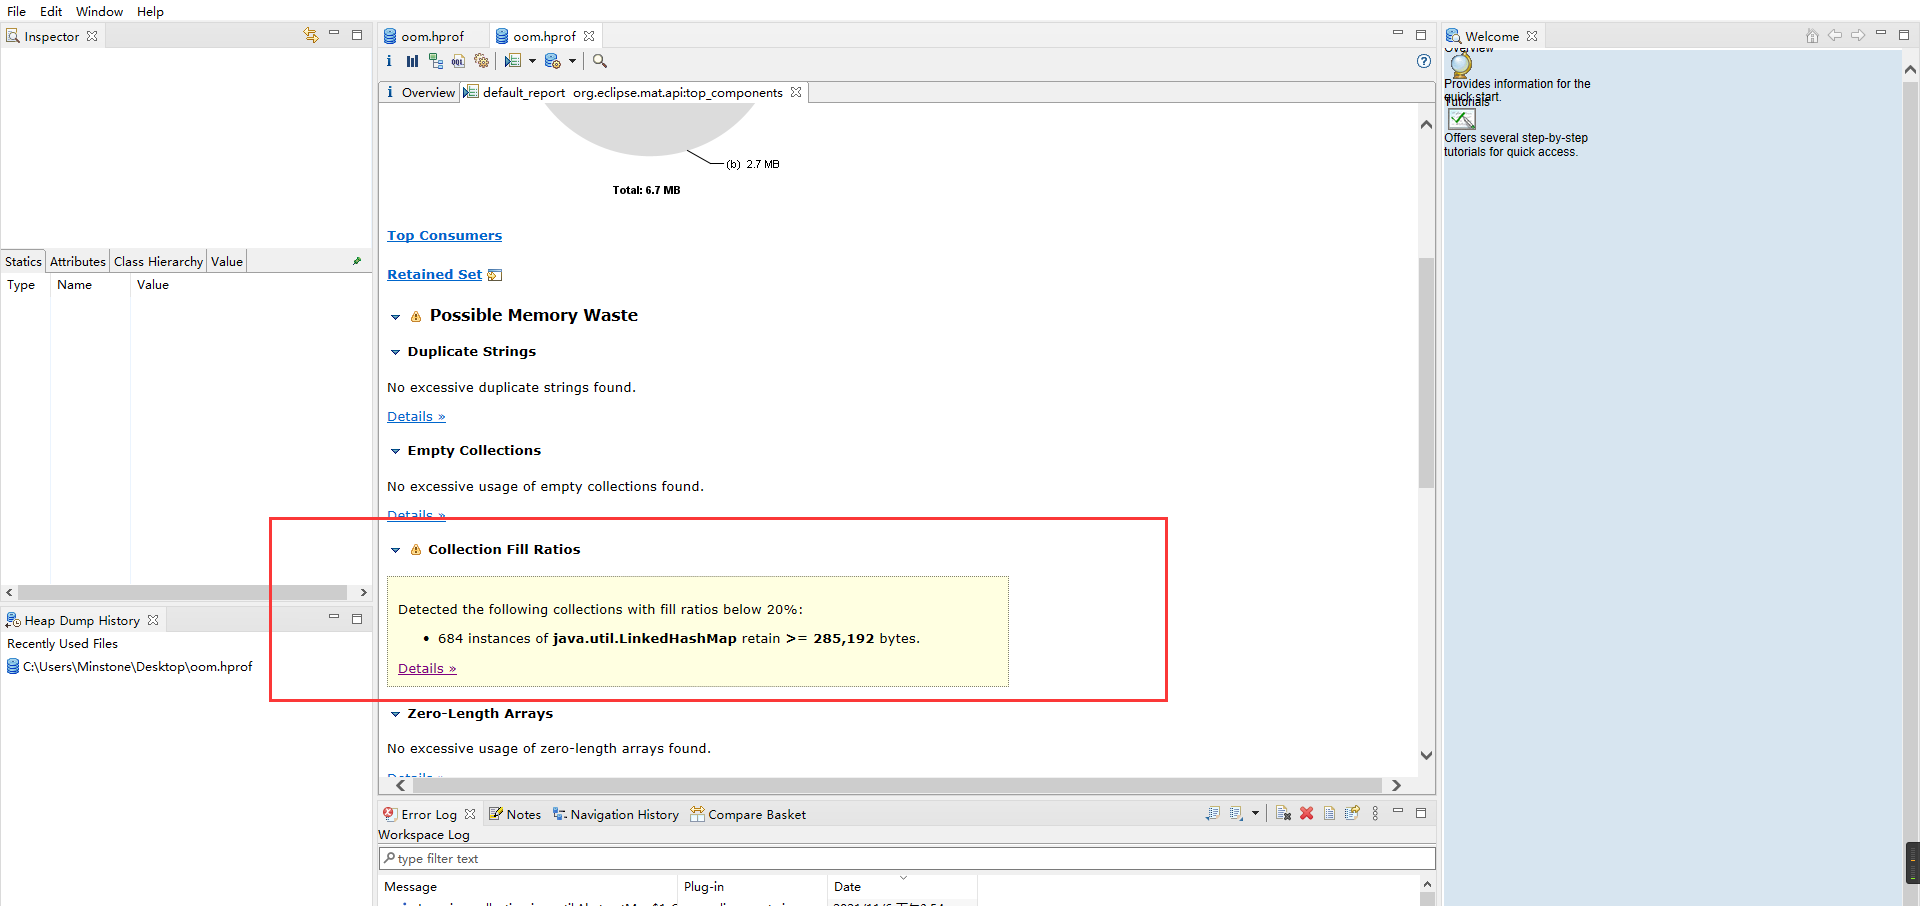 File Edit Window Help
Inspector
Statics Attributes Class Hierarchy Value
Type Name Value
Heap Dump History
Recently Used Files
C:\Users\Minstone\Desktop\oom.hprof
oom.hprof oom.hprof
i OQL
i Overview default_report org.eclipse.mat.api:top_components
(b) 2.7 MB
Total: 6.7 MB
Top Consumers
Retained Set
Possible Memory Waste
Duplicate Strings
No excessive duplicate strings found.
Details »
Empty Collections
No excessive usage of empty collections found.
Details »
Collection Fill Ratios
Detected the following collections with fill ratios below 20%:
• 684 instances of java.util.LinkedHashMap retain >= 285,192 bytes.
Details »
Zero-Length Arrays
No excessive usage of zero-length arrays found.
Details »
Error Log Notes Navigation History Compare Basket
Workspace Log
type filter text
Message Plug-in Date
Welcome
Overview
Provides information for the
quick start.
Tutorials
Offers several step-by-step
tutorials for quick access.